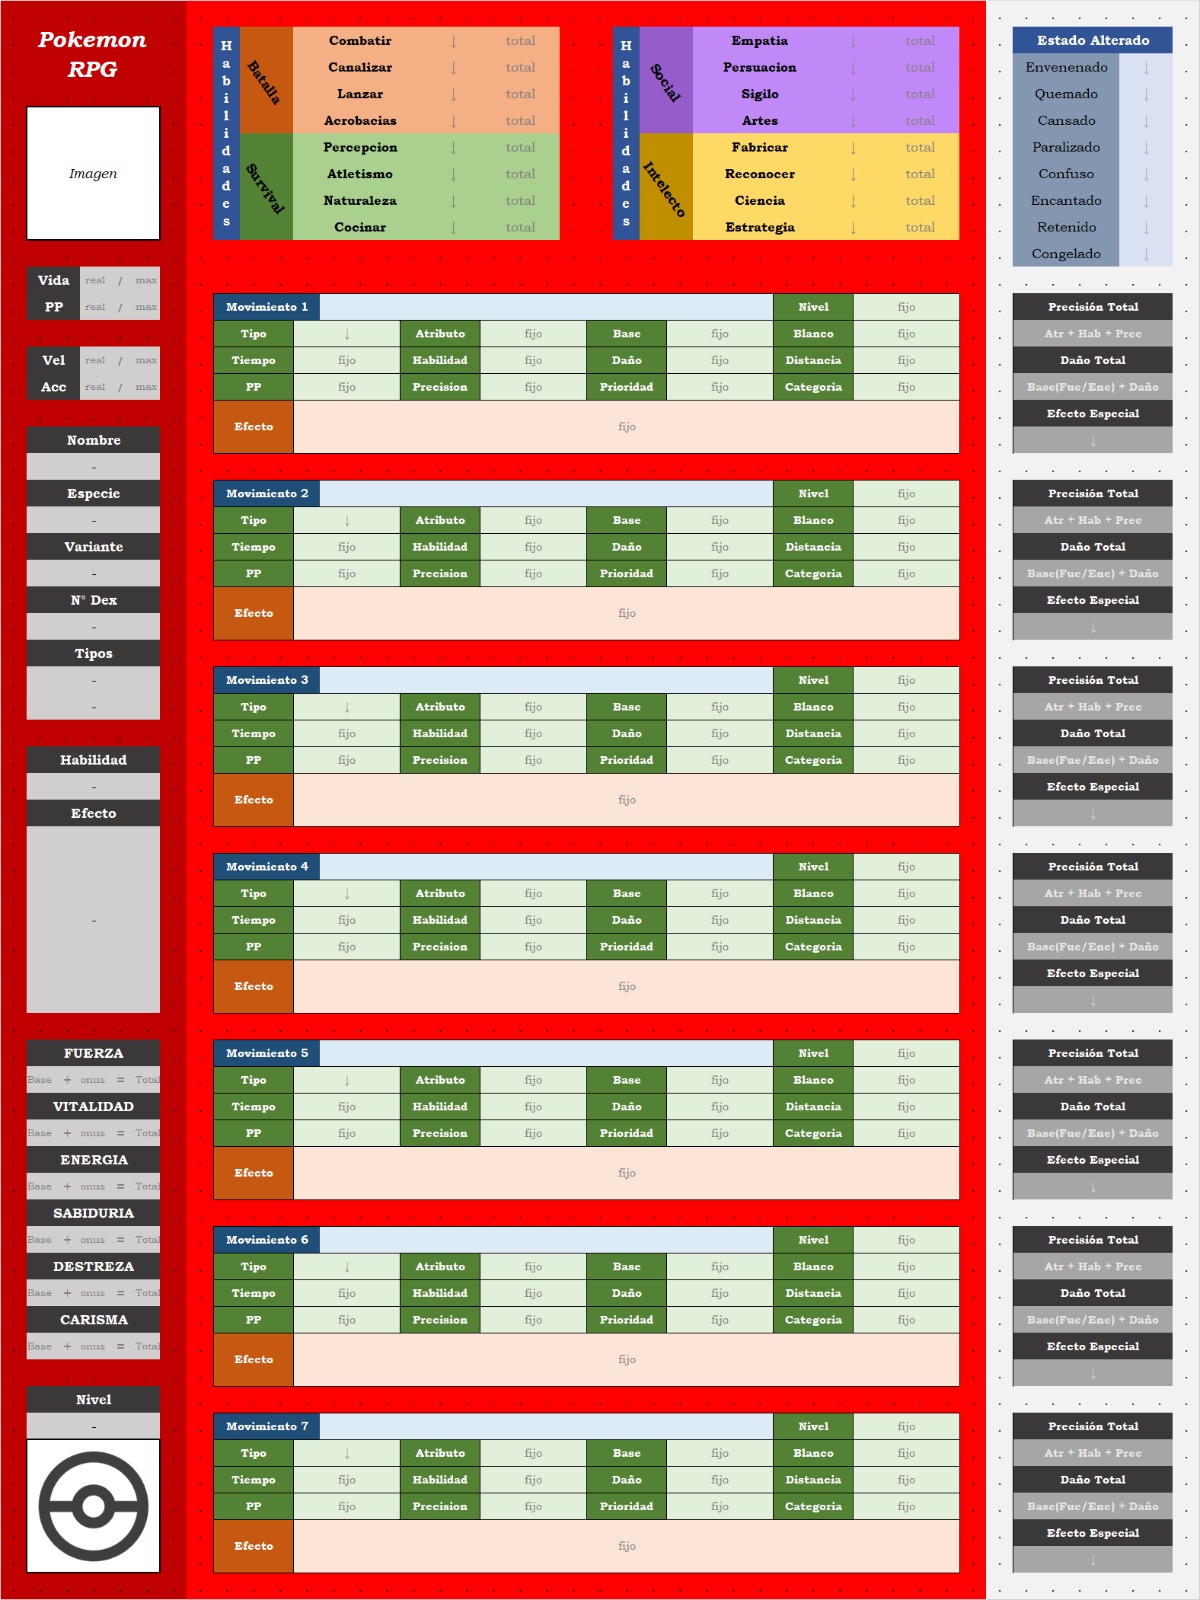 Pokemon
RPG
Imagen
Vida real / max
PP real / max
Vel real / max
Acc real / max
Nombre
-
Especie
-
Variante
-
N° Dex
-
Tipos
-
-
Habilidad
-
Efecto
-
FUERZA
Base + onus = Total
VITALIDAD
Base + onus = Total
ENERGIA
Base + onus = Total
SABIDURIA
Base + onus = Total
DESTREZA
Base + onus = Total
CARISMA
Base + onus = Total
Nivel
-
Habilidades
Batalla
Combatir ↓ total
Canalizar ↓ total
Lanzar ↓ total
Acrobacias ↓ total
Survival
Percepcion ↓ total
Atletismo ↓ total
Naturaleza ↓ total
Cocinar ↓ total
Habilidades
Social
Empatia ↓ total
Persuacion ↓ total
Sigilo ↓ total
Artes ↓ total
Intelecto
Fabricar ↓ total
Reconocer ↓ total
Ciencia ↓ total
Estrategia ↓ total
Movimiento 1 Nivel fijo
Tipo ↓ Atributo fijo Base fijo Blanco fijo
Tiempo fijo Habilidad fijo Daño fijo Distancia fijo
PP fijo Precision fijo Prioridad fijo Categoria fijo
Efecto fijo
Movimiento 2 Nivel fijo
Tipo ↓ Atributo fijo Base fijo Blanco fijo
Tiempo fijo Habilidad fijo Daño fijo Distancia fijo
PP fijo Precision fijo Prioridad fijo Categoria fijo
Efecto fijo
Movimiento 3 Nivel fijo
Tipo ↓ Atributo fijo Base fijo Blanco fijo
Tiempo fijo Habilidad fijo Daño fijo Distancia fijo
PP fijo Precision fijo Prioridad fijo Categoria fijo
Efecto fijo
Movimiento 4 Nivel fijo
Tipo ↓ Atributo fijo Base fijo Blanco fijo
Tiempo fijo Habilidad fijo Daño fijo Distancia fijo
PP fijo Precision fijo Prioridad fijo Categoria fijo
Efecto fijo
Movimiento 5 Nivel fijo
Tipo ↓ Atributo fijo Base fijo Blanco fijo
Tiempo fijo Habilidad fijo Daño fijo Distancia fijo
PP fijo Precision fijo Prioridad fijo Categoria fijo
Efecto fijo
Movimiento 6 Nivel fijo
Tipo ↓ Atributo fijo Base fijo Blanco fijo
Tiempo fijo Habilidad fijo Daño fijo Distancia fijo
PP fijo Precision fijo Prioridad fijo Categoria fijo
Efecto fijo
Movimiento 7 Nivel fijo
Tipo ↓ Atributo fijo Base fijo Blanco fijo
Tiempo fijo Habilidad fijo Daño fijo Distancia fijo
PP fijo Precision fijo Prioridad fijo Categoria fijo
Efecto fijo
Estado Alterado
Envenenado ↓
Quemado ↓
Cansado ↓
Paralizado ↓
Confuso ↓
Encantado ↓
Retenido ↓
Congelado ↓
Precisión Total
Atr + Hab + Prec
Daño Total
Base(Fue/Ene) + Daño
Efecto Especial
↓
Precisión Total
Atr + Hab + Prec
Daño Total
Base(Fue/Ene) + Daño
Efecto Especial
↓
Precisión Total
Atr + Hab + Prec
Daño Total
Base(Fue/Ene) + Daño
Efecto Especial
↓
Precisión Total
Atr + Hab + Prec
Daño Total
Base(Fue/Ene) + Daño
Efecto Especial
↓
Precisión Total
Atr + Hab + Prec
Daño Total
Base(Fue/Ene) + Daño
Efecto Especial
↓
Precisión Total
Atr + Hab + Prec
Daño Total
Base(Fue/Ene) + Daño
Efecto Especial
↓
Precisión Total
Atr + Hab + Prec
Daño Total
Base(Fue/Ene) + Daño
Efecto Especial
↓